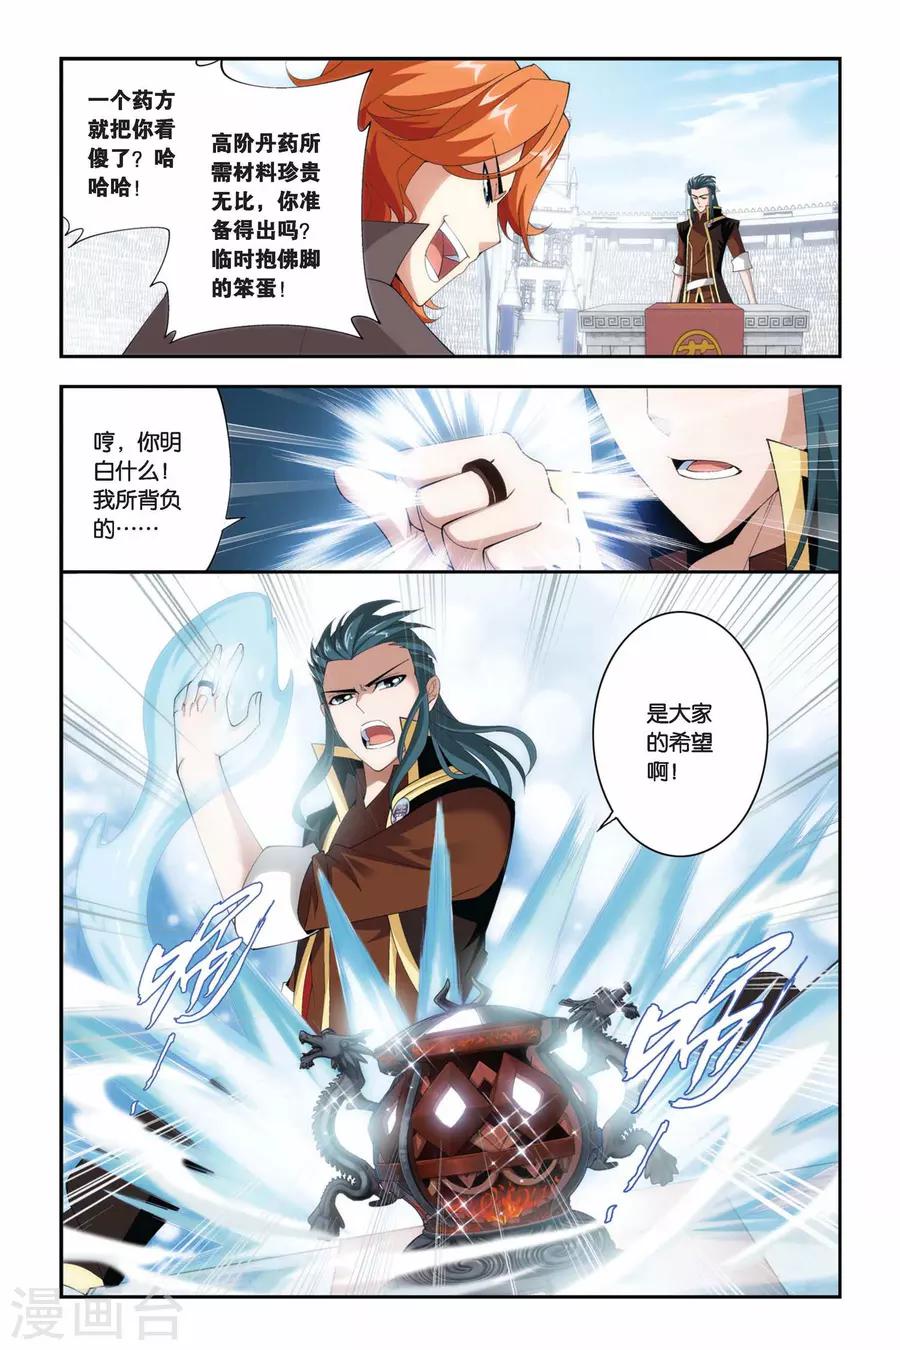 一个药方
就把你看
傻了？哈
哈哈！
高阶丹药所
需材料珍贵
无比，你准
备得出吗？
临时抱佛脚
的笨蛋！
哼，你明
白什么！
我所背负
的……
是大家
的希望
啊！
漫画台